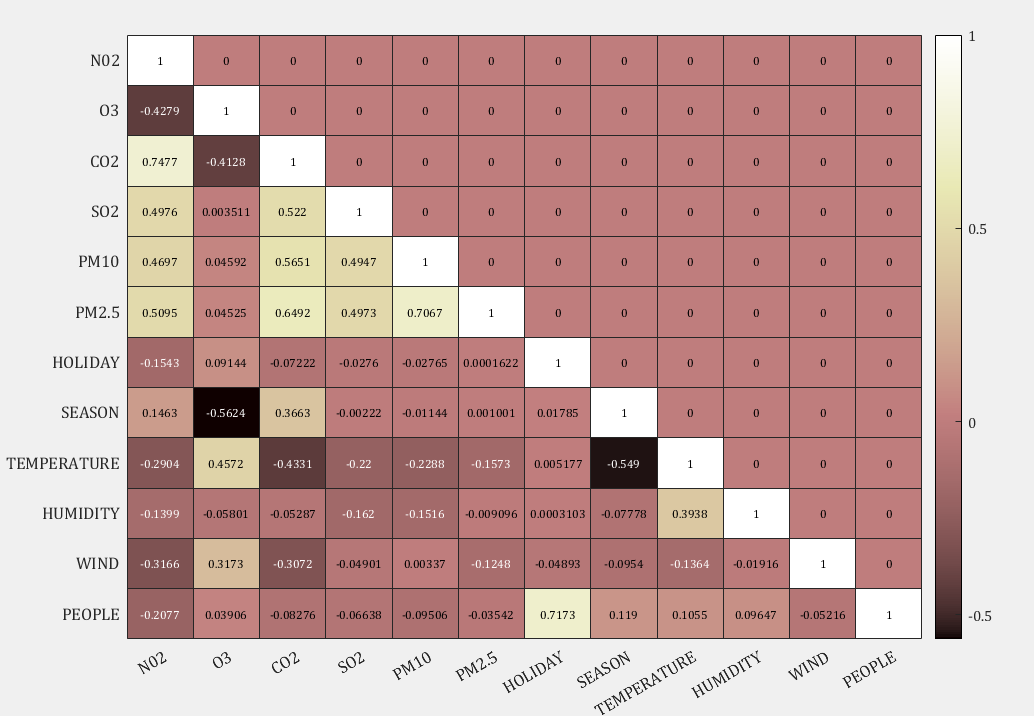 N02 1 0 0 0 0 0 0 0 0 0 0 0
O3 -0.4279 1 0 0 0 0 0 0 0 0 0 0
CO2 0.7477 -0.4128 1 0 0 0 0 0 0 0 0 0
SO2 0.4976 0.003511 0.522 1 0 0 0 0 0 0 0 0
PM10 0.4697 0.04592 0.5651 0.4947 1 0 0 0 0 0 0 0
PM2.5 0.5095 0.04525 0.6492 0.4973 0.7067 1 0 0 0 0 0 0
HOLIDAY -0.1543 0.09144 -0.07222 -0.0276 -0.02765 0.0001622 1 0 0 0 0 0
SEASON 0.1463 -0.5624 0.3663 -0.00222 -0.01144 0.001001 0.01785 1 0 0 0 0
TEMPERATURE -0.2904 0.4572 -0.4331 -0.22 -0.2288 -0.1573 0.005177 -0.549 1 0 0 0
HUMIDITY -0.1399 -0.05801 -0.05287 -0.162 -0.1516 -0.009096 0.0003103 -0.07778 0.3938 1 0 0
WIND -0.3166 0.3173 -0.3072 -0.04901 0.00337 -0.1248 -0.04893 -0.0954 -0.1364 -0.01916 1 0
PEOPLE -0.2077 0.03906 -0.08276 -0.06638 -0.09506 -0.03542 0.7173 0.119 0.1055 0.09647 -0.05216 1
N02 O3 CO2 SO2 PM10 PM2.5 HOLIDAY SEASON TEMPERATURE HUMIDITY WIND PEOPLE
1
0.5
0
-0.5